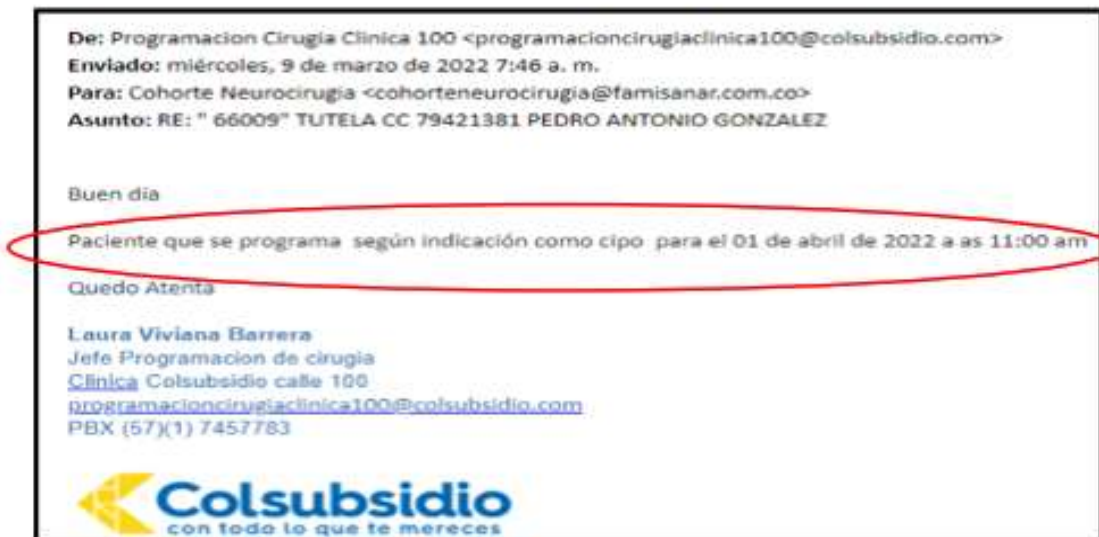 De: Programacion Cirugia Clinica 100 <programacioncirugiaclinica100@colsubsidio.com>
Enviado: miércoles, 9 de marzo de 2022 7:46 a. m.
Para: Cohorte Neurocirugia <cohorteneurocirugia@famisanar.com.co>
Asunto: RE: " 66009" TUTELA CC 79421381 PEDRO ANTONIO GONZALEZ
Buen día
Paciente que se programa según indicación como cipo para el 01 de abril de 2022 a as 11:00 am
Quedo Atenta
Laura Viviana Barrera
Jefe Programacion de cirugia
Clinica Colsubsidio calle 100
programacioncirugiaclinica100@colsubsidio.com
PBX (57)(1) 7457783
Colsubsidio
con todo lo que te mereces